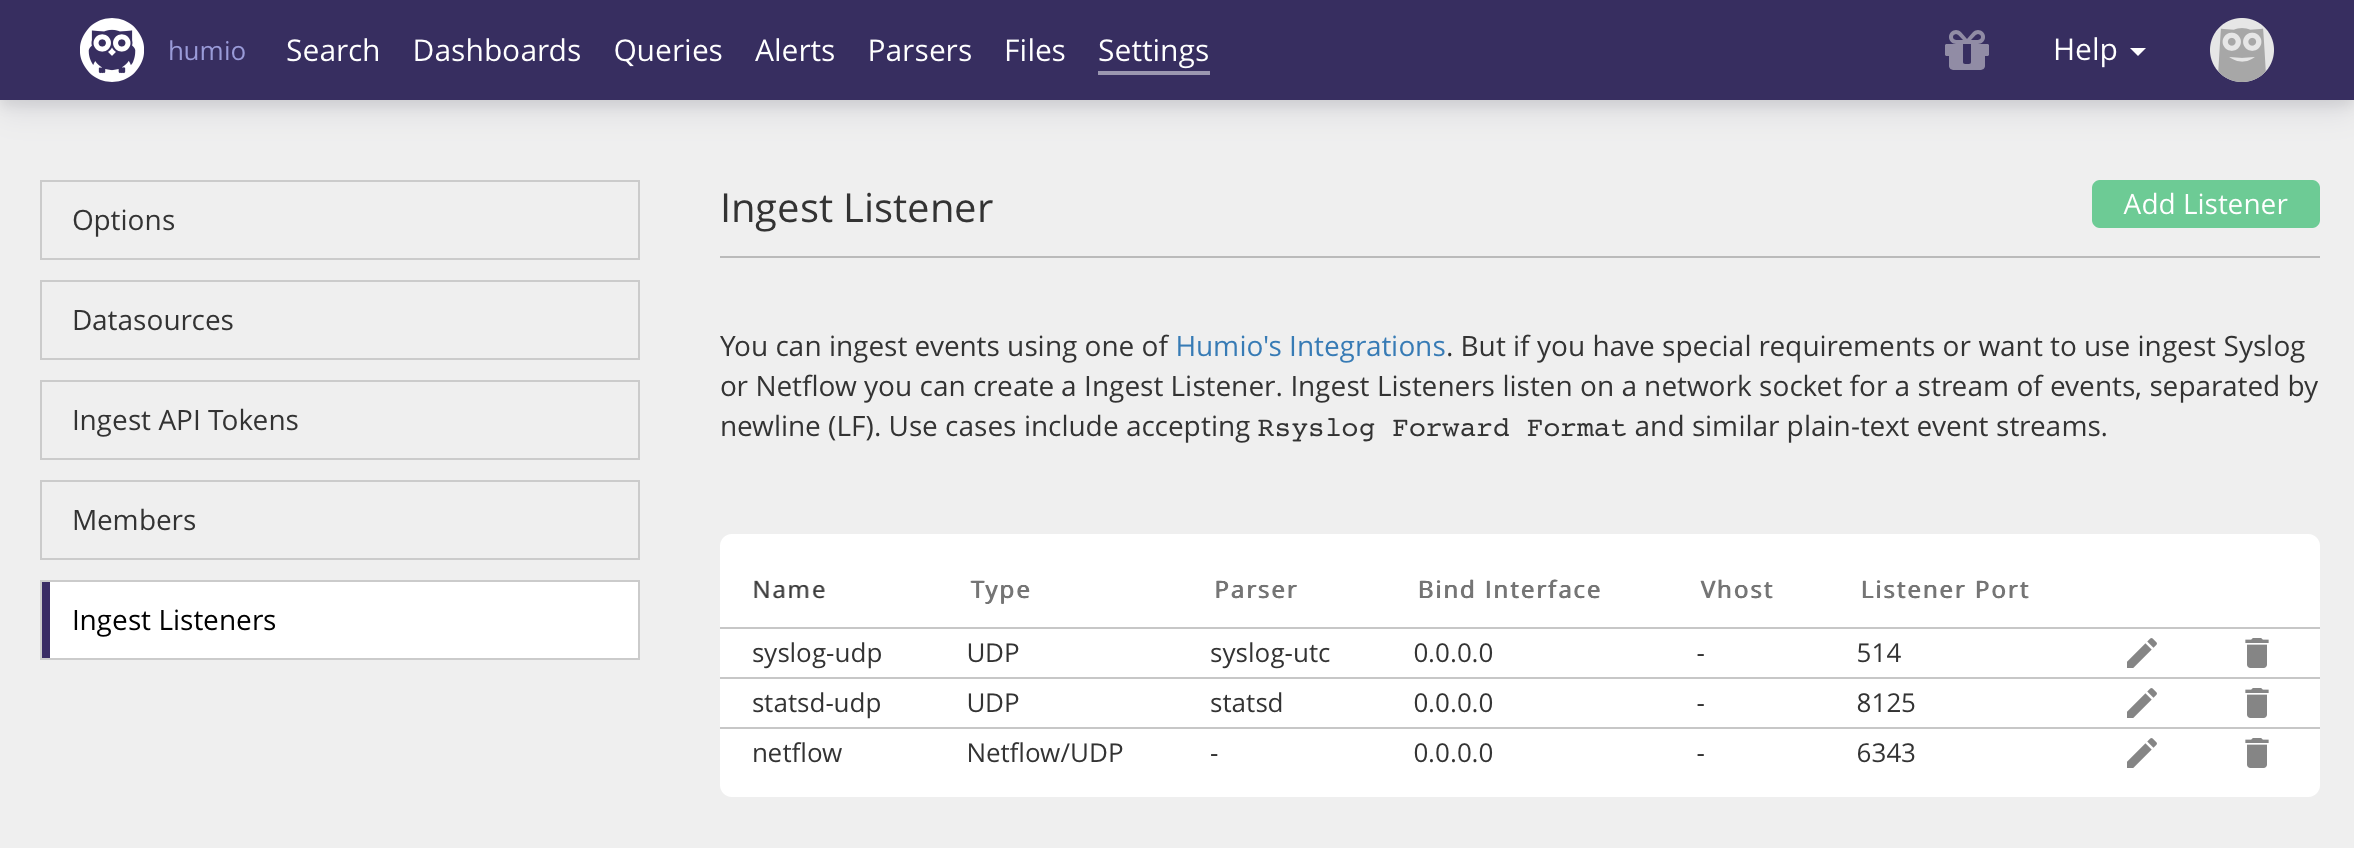 humio Search Dashboards Queries Alerts Parsers Files Settings Help
Options
Datasources
Ingest API Tokens
Members
Ingest Listeners
Ingest Listener Add Listener
You can ingest events using one of Humio's Integrations. But if you have special requirements or want to use ingest Syslog
or Netflow you can create a Ingest Listener. Ingest Listeners listen on a network socket for a stream of events, separated by
newline (LF). Use cases include accepting Rsyslog Forward Format and similar plain-text event streams.
Name Type Parser Bind Interface Vhost Listener Port
syslog-udp UDP syslog-utc 0.0.0.0 - 514
statsd-udp UDP statsd 0.0.0.0 - 8125
netflow Netflow/UDP - 0.0.0.0 - 6343